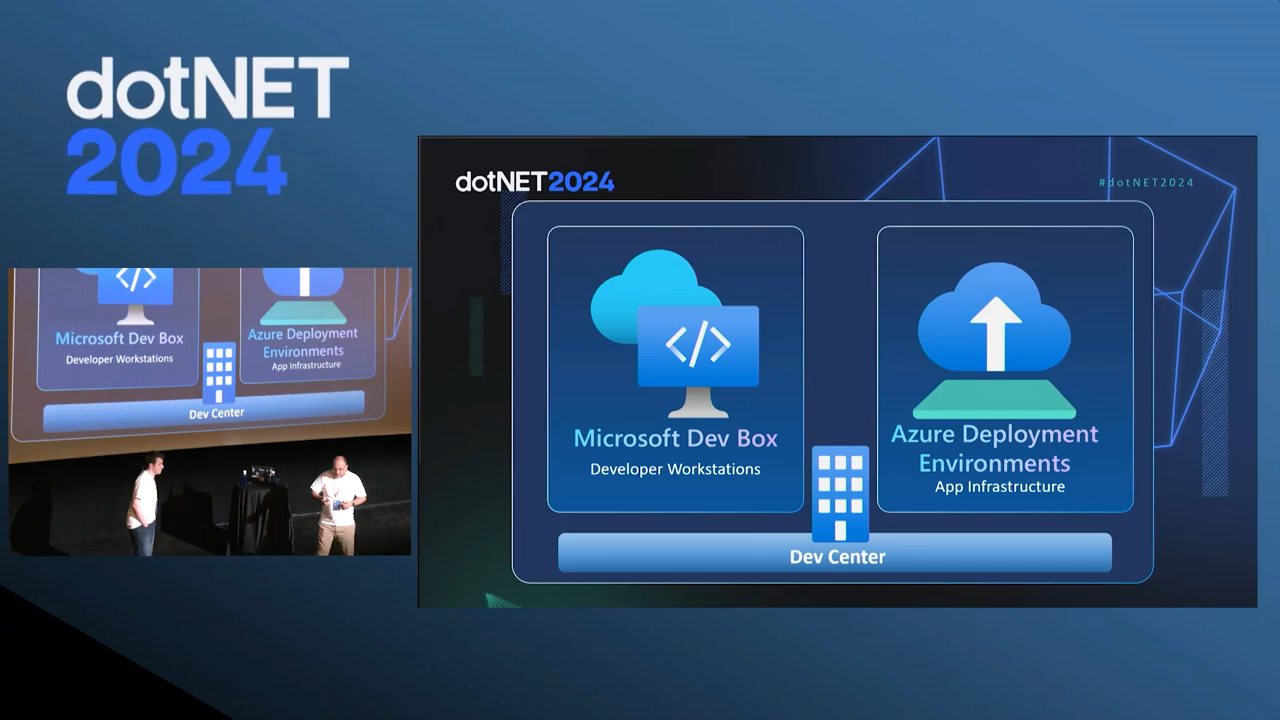 dotNET
2024
Microsoft Dev Box
Developer Workstations
Azure Deployment
Environments
App Infrastructure
Dev Center
dotNET2024
#dotNET2024
Microsoft Dev Box
Developer Workstations
Azure Deployment
Environments
App Infrastructure
Dev Center